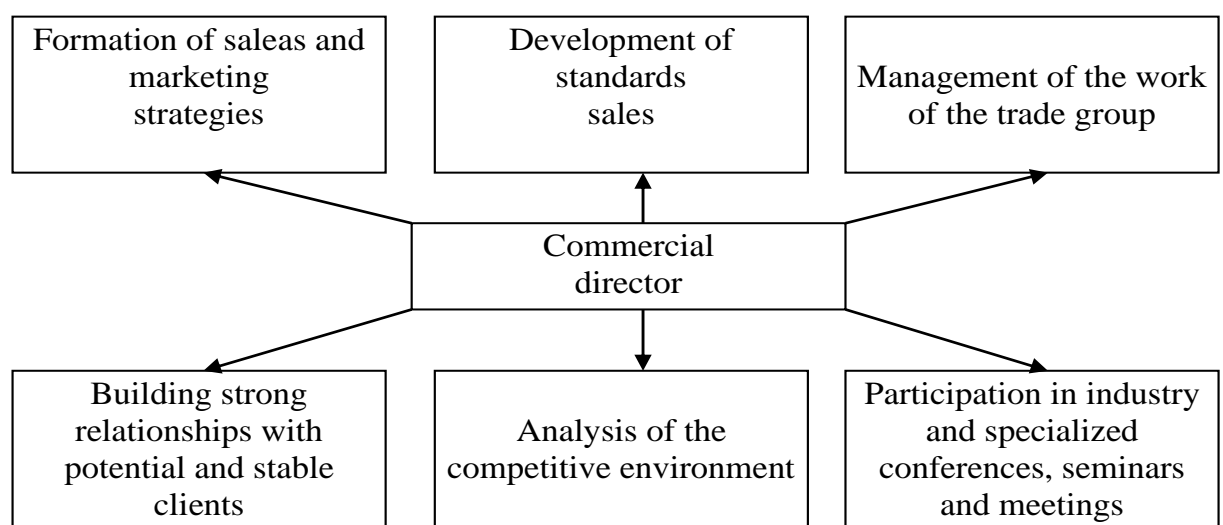 Formation of saleas and
marketing
strategies
Development of
standards
sales
Management of the work
of the trade group
Commercial
director
Building strong
relationships with
potential and stable
clients
Analysis of the
competitive environment
Participation in industry
and specialized
conferences, seminars
and meetings